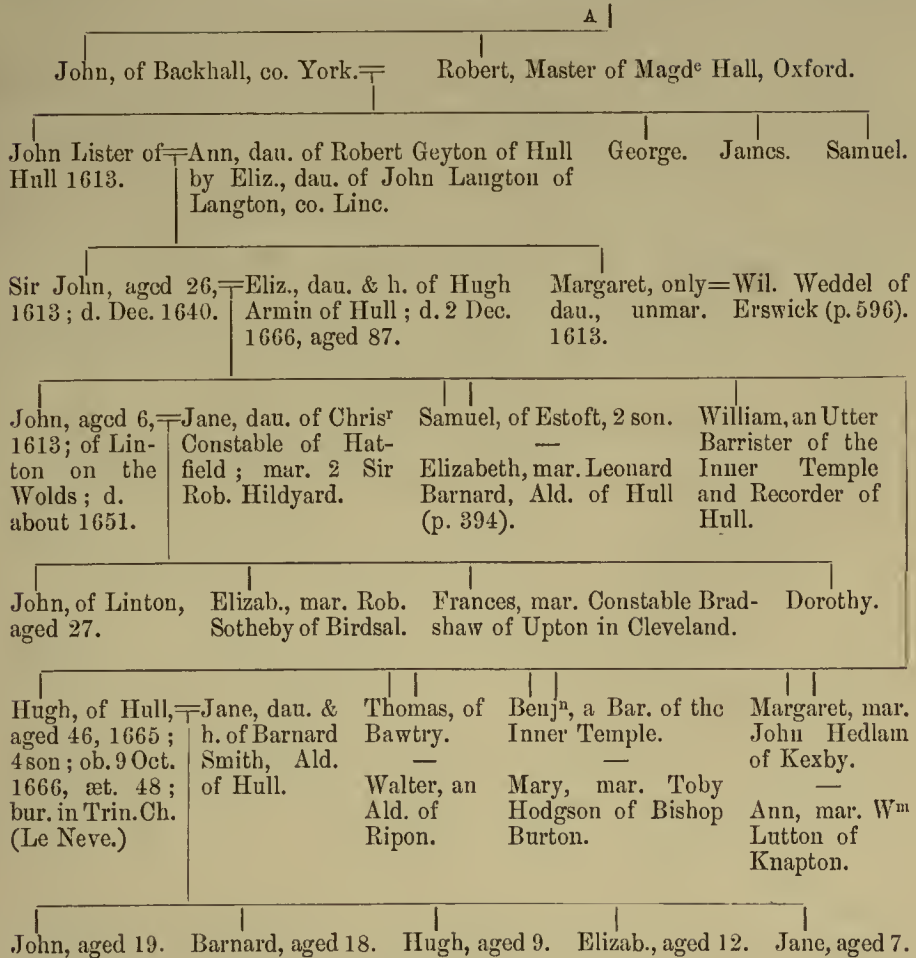 A
John, of Backhall, co. York.= Robert, Master of Magdᵉ Hall, Oxford.
John Lister of=Ann, dau. of Robert Geyton of Hull George. James. Samuel.
Hull 1613. by Eliz., dau. of John Langton of
Langton, co. Linc.
Sir John, aged 26,=Eliz., dau. & h. of Hugh Margaret, only=Wil. Weddel of
1613 ; d. Dec. 1640. Armin of Hull ; d. 2 Dec. dau., unmar. Erswick (p. 596).
1666, aged 87. 1613.
John, aged 6,=Jane, dau. of Chrisʳ Samuel, of Estoft, 2 son. William, an Utter
1613; of Lin- Constable of Hat- — Barrister of the
ton on the field ; mar. 2 Sir Elizabeth, mar. Leonard Inner Temple
Wolds ; d. Rob. Hildyard. Barnard, Ald. of Hull and Recorder of
about 1651. (p. 394). Hull.
John, of Linton, Elizab., mar. Rob. Frances, mar. Constable Brad- Dorothy.
aged 27. Sotheby of Birdsal. shaw of Upton in Cleveland.
Hugh, of Hull,=Jane, dau. & Thomas, of Benjⁿ, a Bar. of the Margaret, mar.
aged 46, 1665 ; h. of Barnard Bawtry. Inner Temple. John Hedlam
4 son ; ob. 9 Oct. Smith, Ald. — — of Kexby.
1666, æt. 48 ; of Hull. Walter, an Mary, mar. Toby —
bur. in Trin. Ch. Ald. of Hodgson of Bishop Ann, mar. Wᵐ
(Le Neve.) Ripon. Burton. Lutton of
Knapton.
John, aged 19. Barnard, aged 18. Hugh, aged 9. Elizab., aged 12. Jane, aged 7.